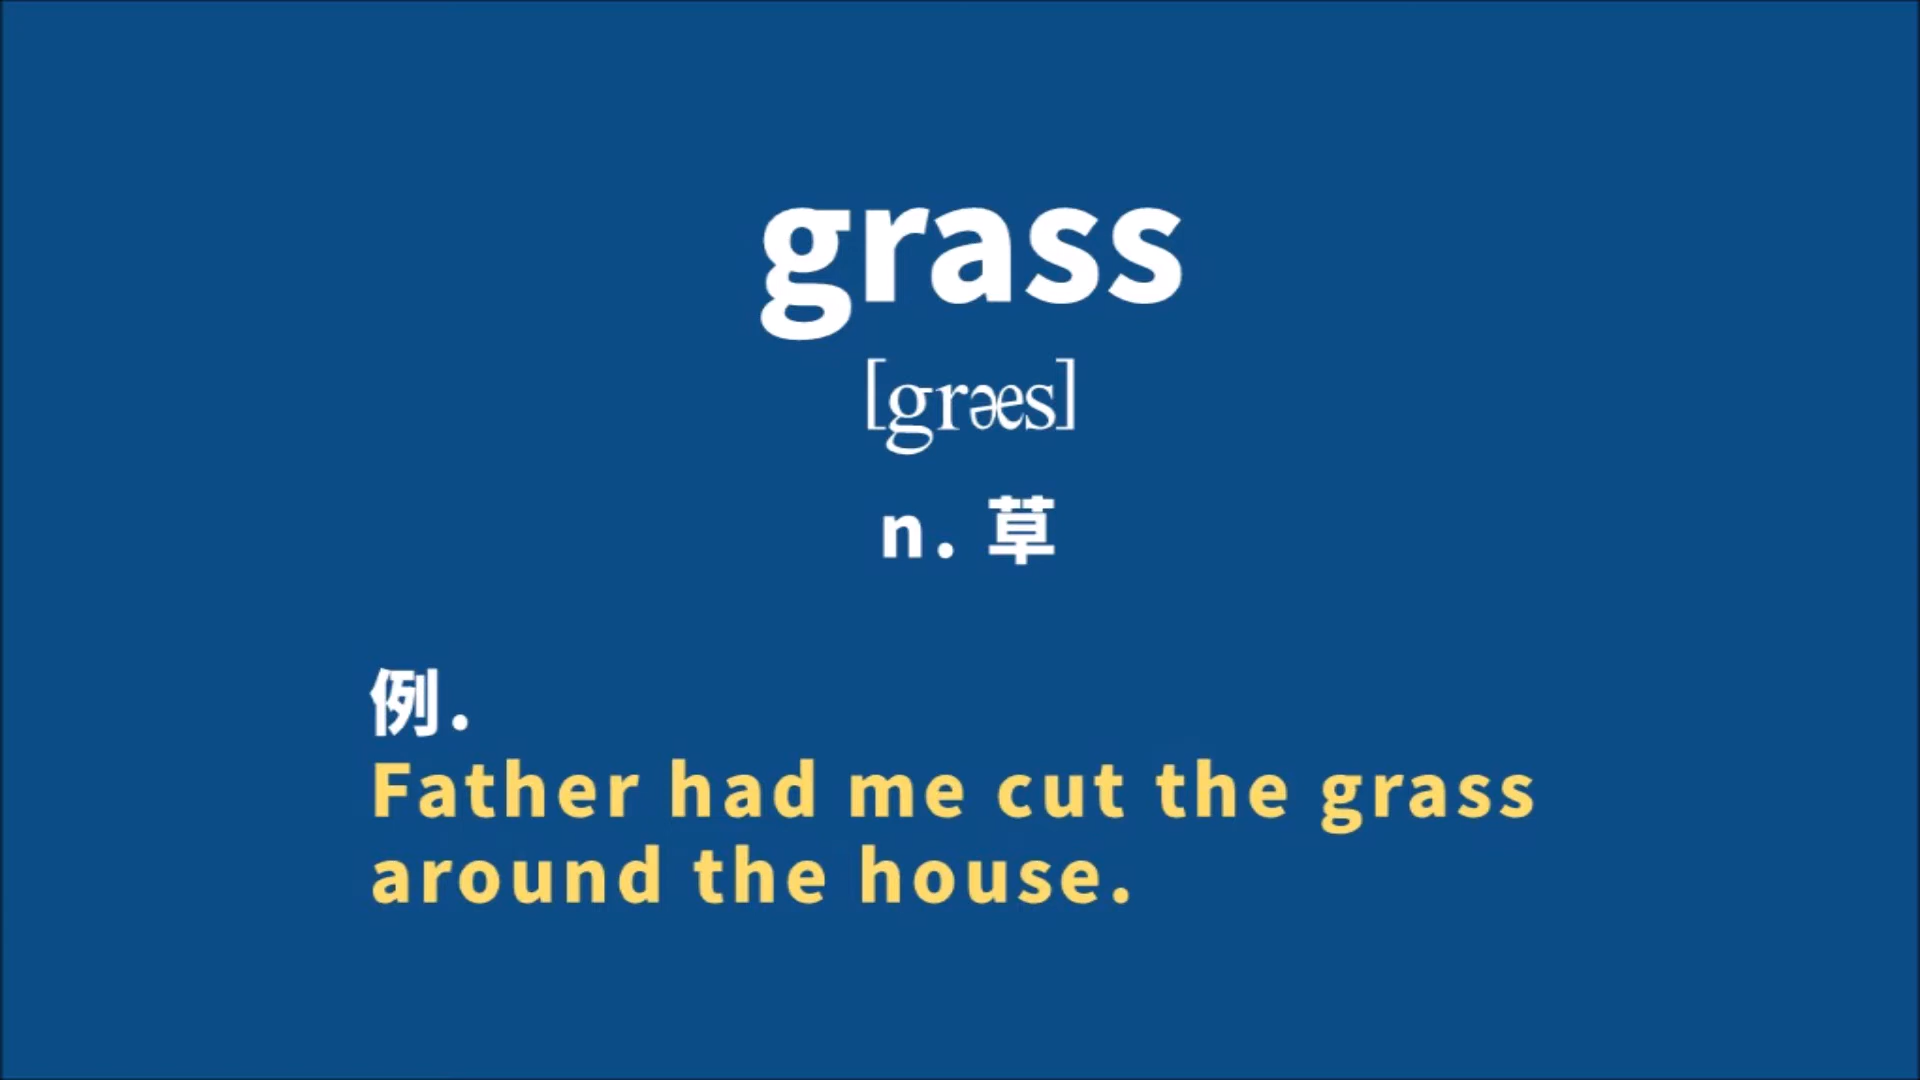 grass
[græs]
n. 草
例.
Father had me cut the grass
around the house.